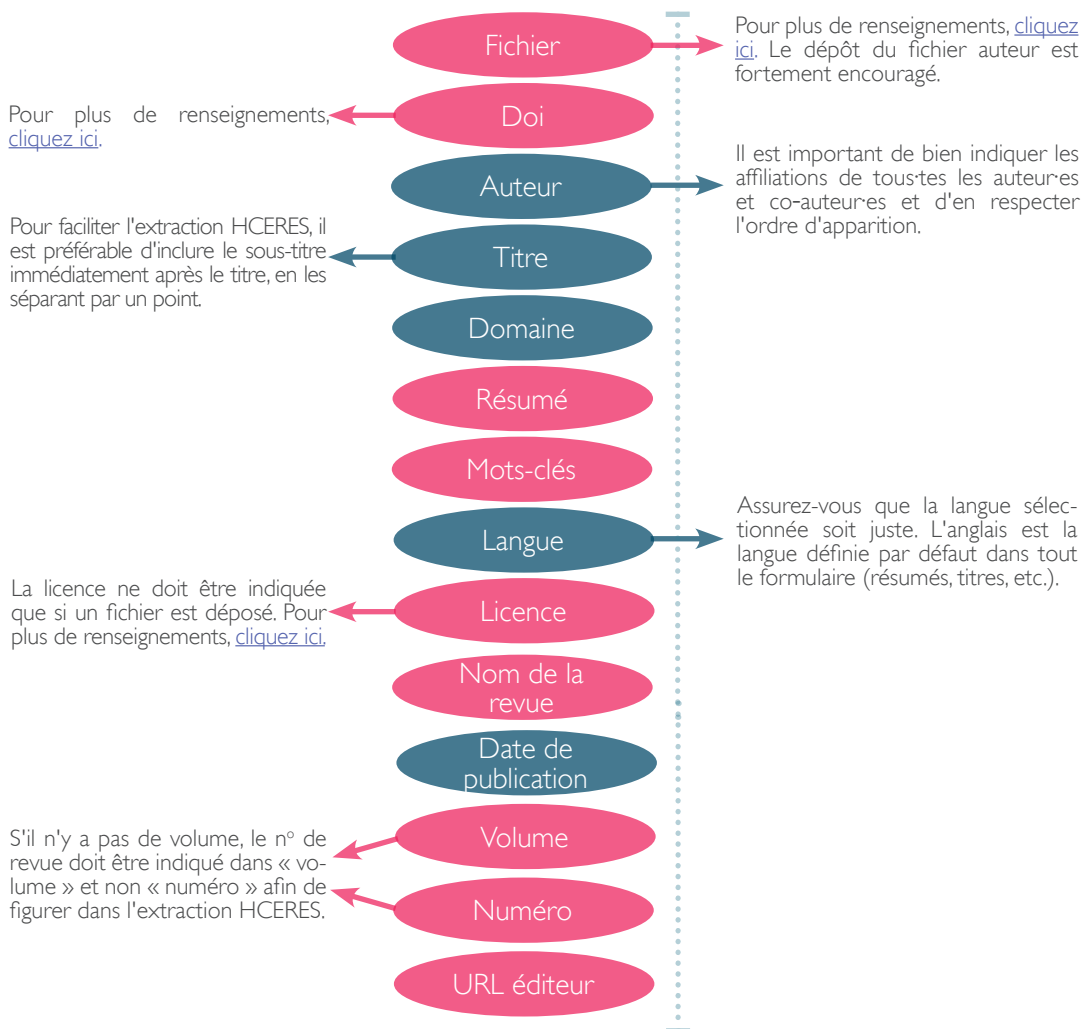 Fichier
Pour plus de renseignements, cliquez
ici. Le dépôt du fichier auteur est
fortement encouragé.
Pour plus de renseignements,
cliquez ici.
Doi
Auteur
Il est important de bien indiquer les
affiliations de tous·tes les auteur·es
et co-auteur·es et d'en respecter
l'ordre d'apparition.
Pour faciliter l'extraction HCERES, il
est préférable d'inclure le sous-titre
immédiatement après le titre, en les
séparant par un point.
Titre
Domaine
Résumé
Mots-clés
Langue
Assurez-vous que la langue sélec-
tionnée soit juste. L'anglais est la
langue définie par défaut dans tout
le formulaire (résumés, titres, etc.).
La licence ne doit être indiquée
que si un fichier est déposé. Pour
plus de renseignements, cliquez ici.
Licence
Nom de la
revue
Date de
publication
Volume
S'il n'y a pas de volume, le n° de
revue doit être indiqué dans « vo-
lume » et non « numéro » afin de
figurer dans l'extraction HCERES.
Numéro
URL éditeur